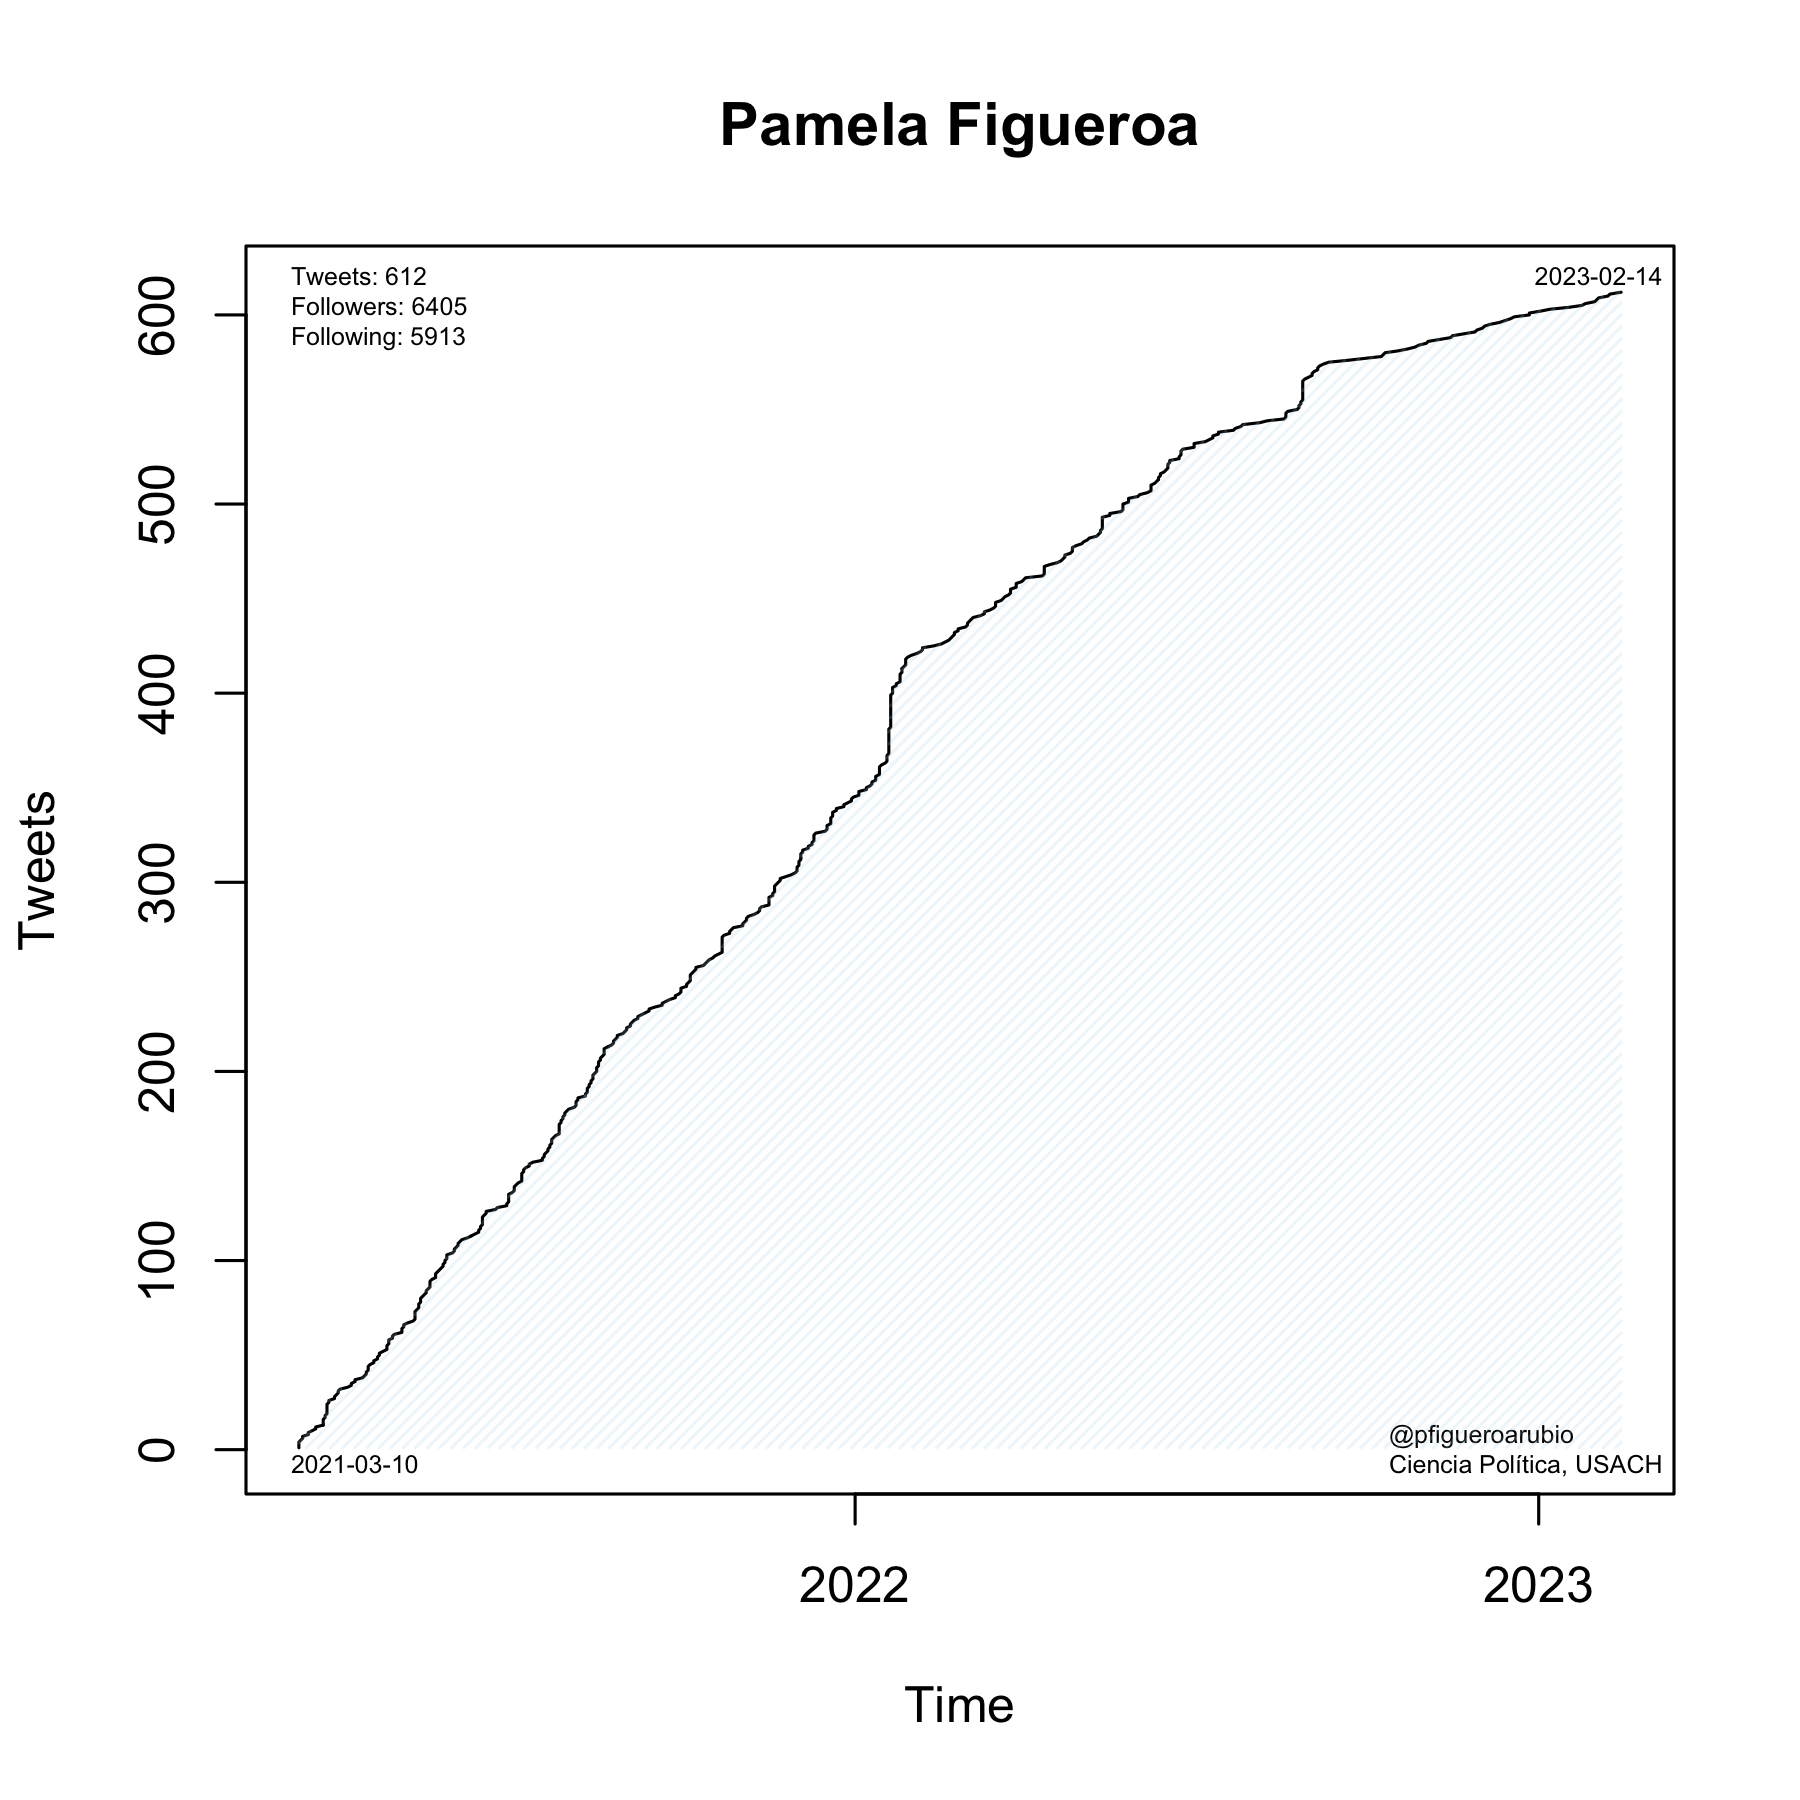 Pamela Figueroa
Tweets: 612
Followers: 6405
Following: 5913
2023-02-14
600
500
400
300
200
100
0
Tweets
2021-03-10
@pfigueroarubio
Ciencia Política, USACH
2022
2023
Time